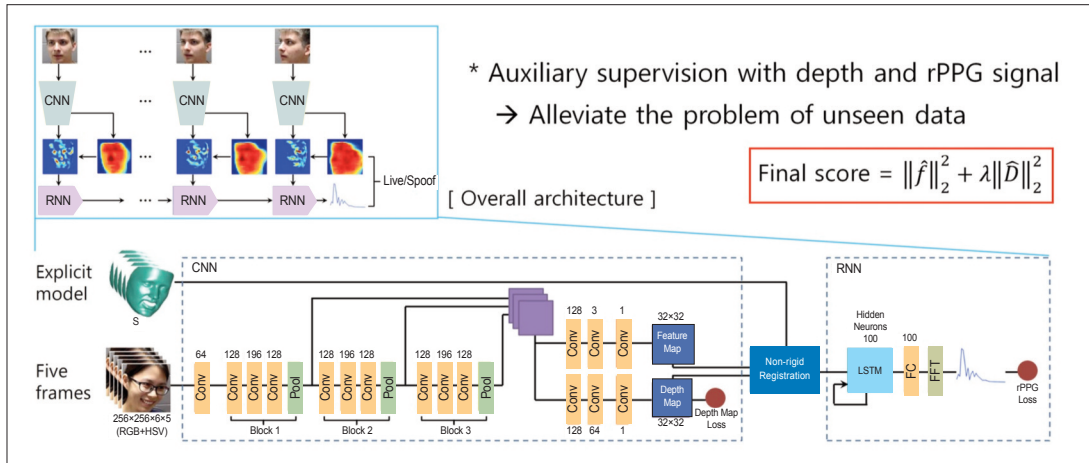 ... ...
CNN CNN CNN
...
Live/Spoof
RNN ... RNN RNN
[ Overall architecture ]
* Auxiliary supervision with depth and rPPG signal
→ Alleviate the problem of unseen data
Final score = ‖f̂‖₂² + λ‖D̂‖₂²
Explicit model
S
Five frames
256×256×6×5
(RGB+HSV)
CNN
64 128 196 128 128 196 128 128 196 128
Conv Conv Conv Conv Pool Conv Conv Conv Pool Conv Conv Conv Pool
Block 1 Block 2 Block 3
128 3 1 32×32
Conv Conv Conv Feature Map
Conv Conv Conv Depth Map
128 64 1 32×32
Depth Map Loss
Non-rigid Registration
RNN
Hidden Neurons
100 100
LSTM FC FFT
rPPG Loss